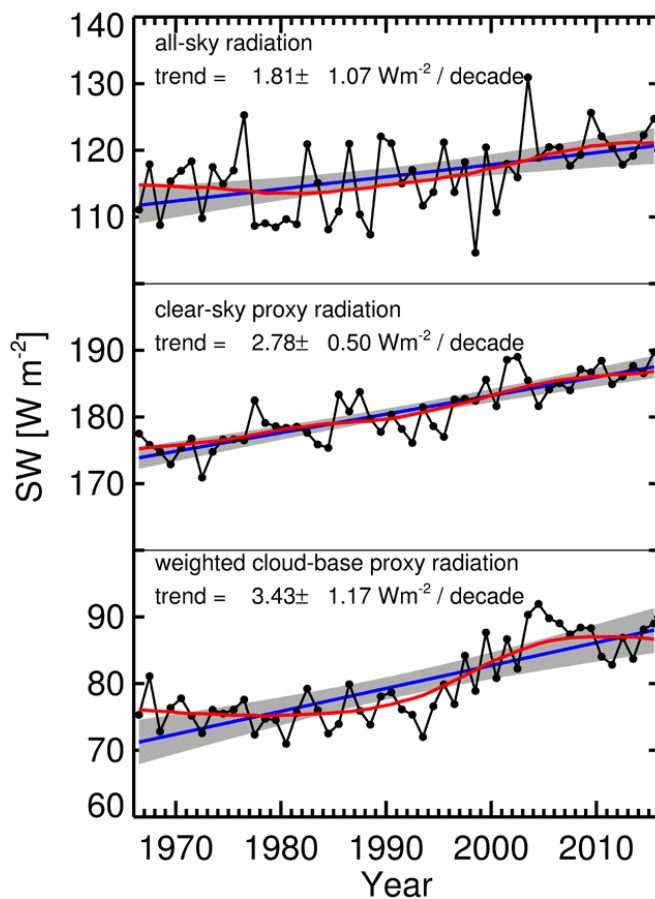 140
all-sky radiation
trend = 1.81± 1.07 Wm⁻² / decade
130
120
110
clear-sky proxy radiation
trend = 2.78± 0.50 Wm⁻² / decade
190
180
170
SW [W m⁻²]
weighted cloud-base proxy radiation
trend = 3.43± 1.17 Wm⁻² / decade
90
80
70
60
1970 1980 1990 2000 2010
Year